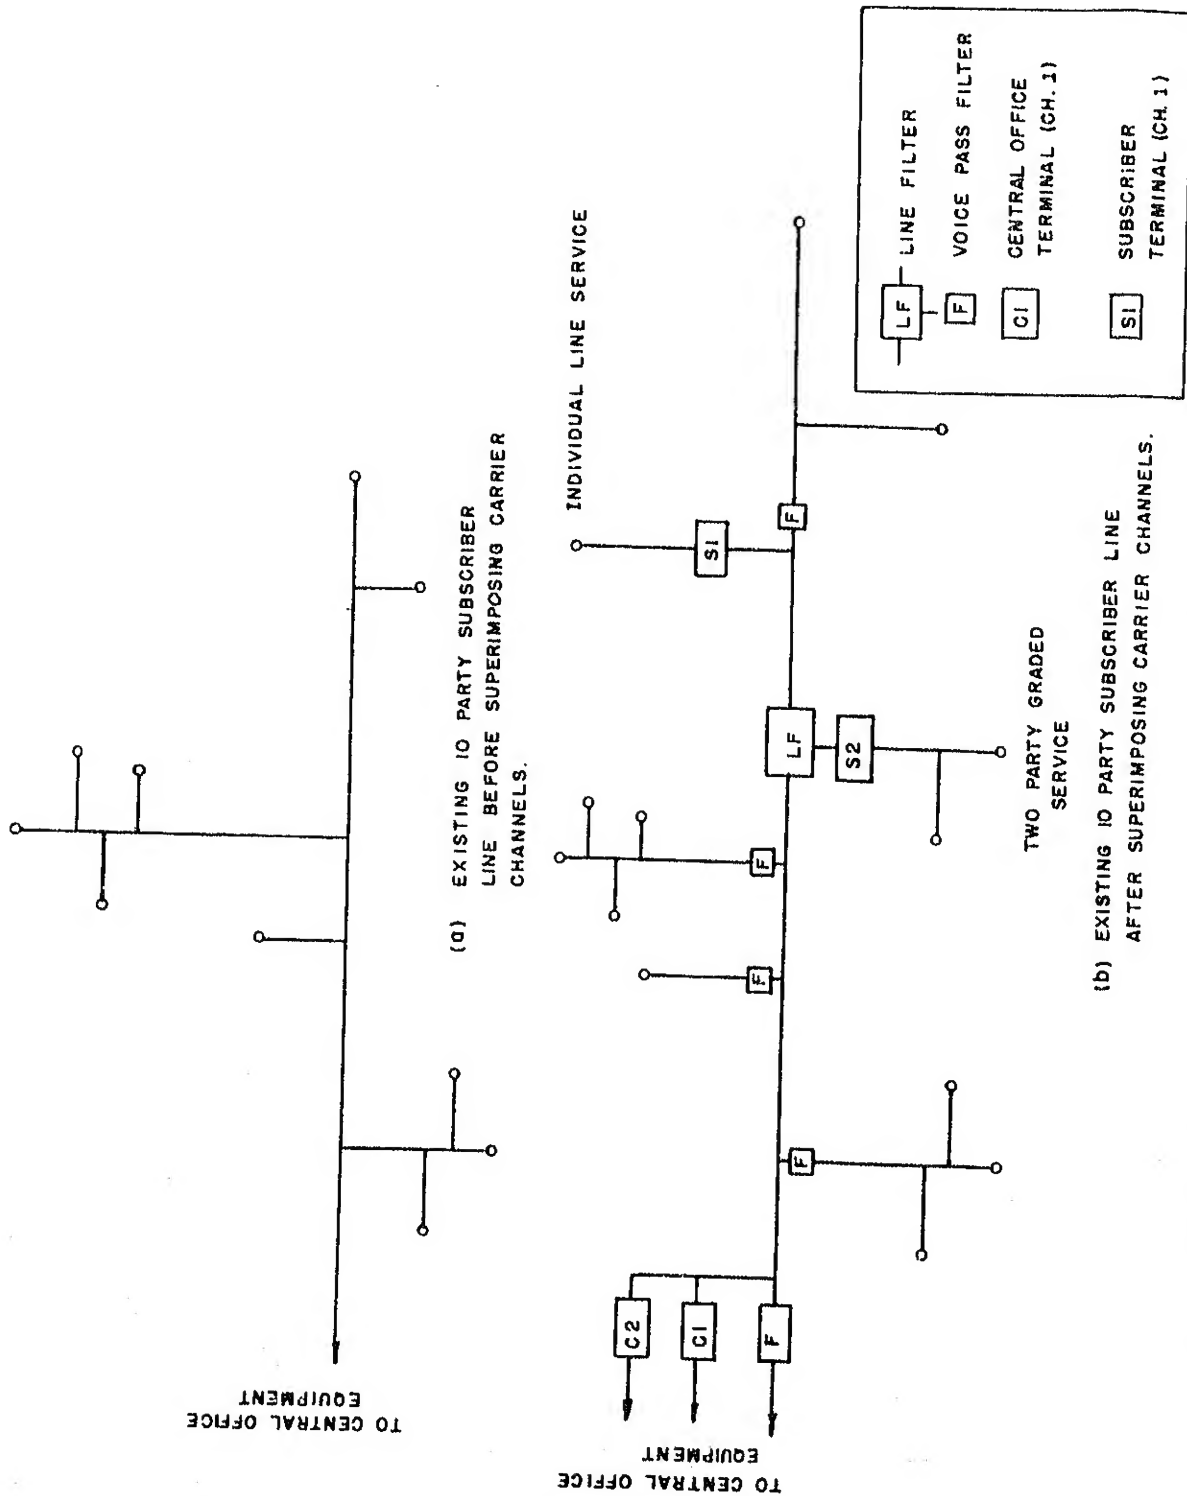 TO CENTRAL OFFICE
EQUIPMENT
(a) EXISTING 10 PARTY SUBSCRIBER
LINE BEFORE SUPERIMPOSING CARRIER
CHANNELS.
TO CENTRAL OFFICE
EQUIPMENT
C2
C1
F
F
F
F
LF
S2
S1
F
INDIVIDUAL LINE SERVICE
TWO PARTY GRADED
SERVICE
(b) EXISTING 10 PARTY SUBSCRIBER LINE
AFTER SUPERIMPOSING CARRIER CHANNELS.
LF LINE FILTER
F VOICE PASS FILTER
C1 CENTRAL OFFICE
TERMINAL (CH. 1)
S1 SUBSCRIBER
TERMINAL (CH. 1)